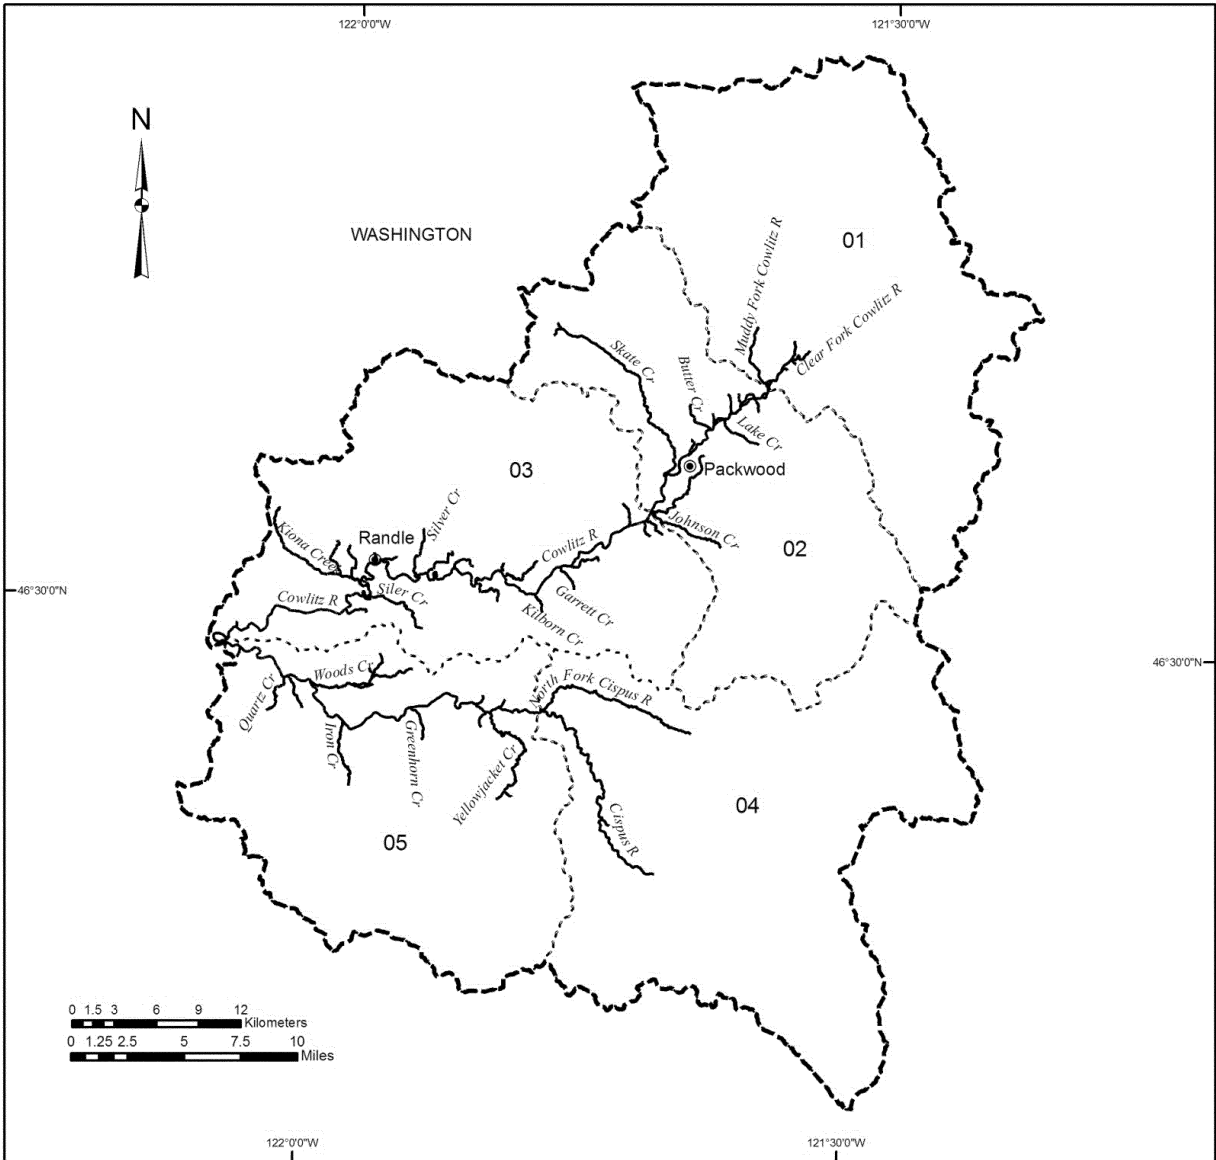 122°0'0"W
121°30'0"W
N
WASHINGTON
01
Muddy Fork Cowlitz R
Clear Fork Cowlitz R
Skate Cr
Butter Cr
Lake Cr
Packwood
03
Silver Cr
Johnson Cr
Kiona Creek
Randle
Cowlitz R
02
Siler Cr
Garrett Cr
46°30'0"N
Cowlitz R
Kilborn Cr
46°30'0"N
Woods Cr
North Fork Cispus R
Quartz Cr
Iron Cr
Greenhorn Cr
Yellowjacket Cr
04
Cispus R
05
0 1.5 3 6 9 12
Kilometers
0 1.25 2.5 5 7.5 10
Miles
122°0'0"W
121°30'0"W